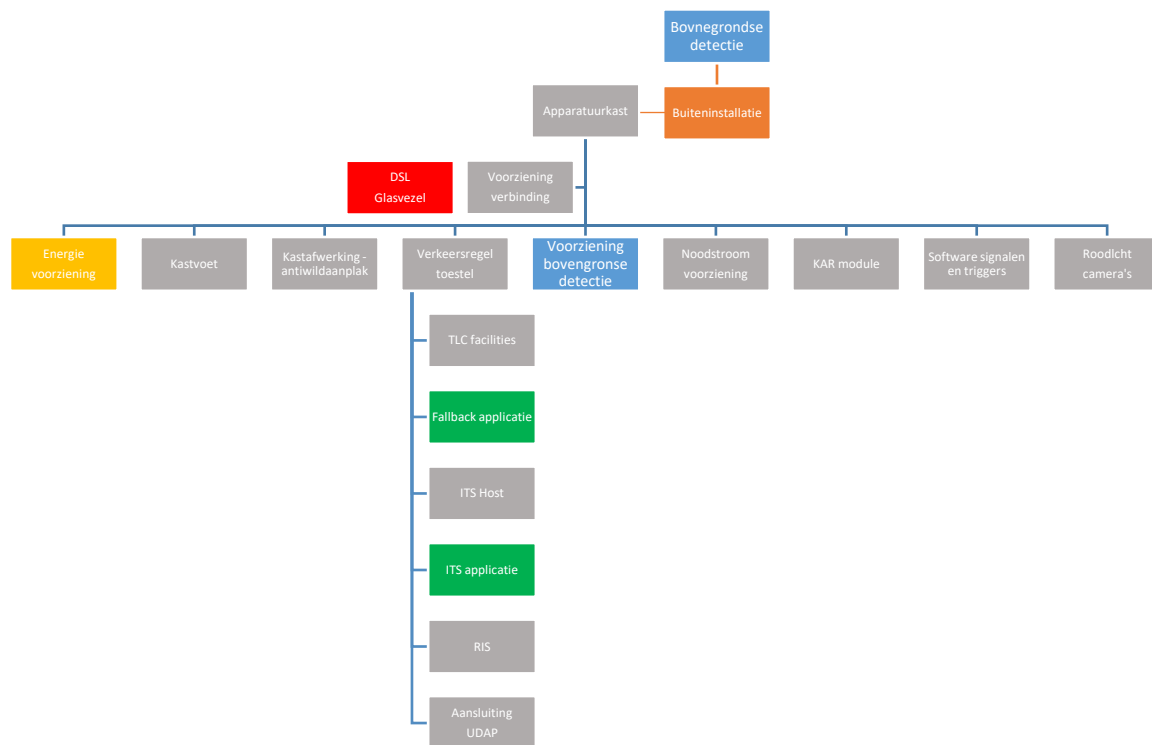 Bovnegrondse
detectie
Apparatuurkast
Buiteninstallatie
DSL
Glasvezel
Voorziening
verbinding
Energie
voorziening
Kastvoet
Kastafwerking -
antiwildaanplak
Verkeersregel
toestel
Voorziening
bovengronse
detectie
Noodstroom
voorziening
KAR module
Software signalen
en triggers
Roodlcht
camera's
TLC facilities
Fallback applicatie
ITS Host
ITS applicatie
RIS
Aansluiting
UDAP